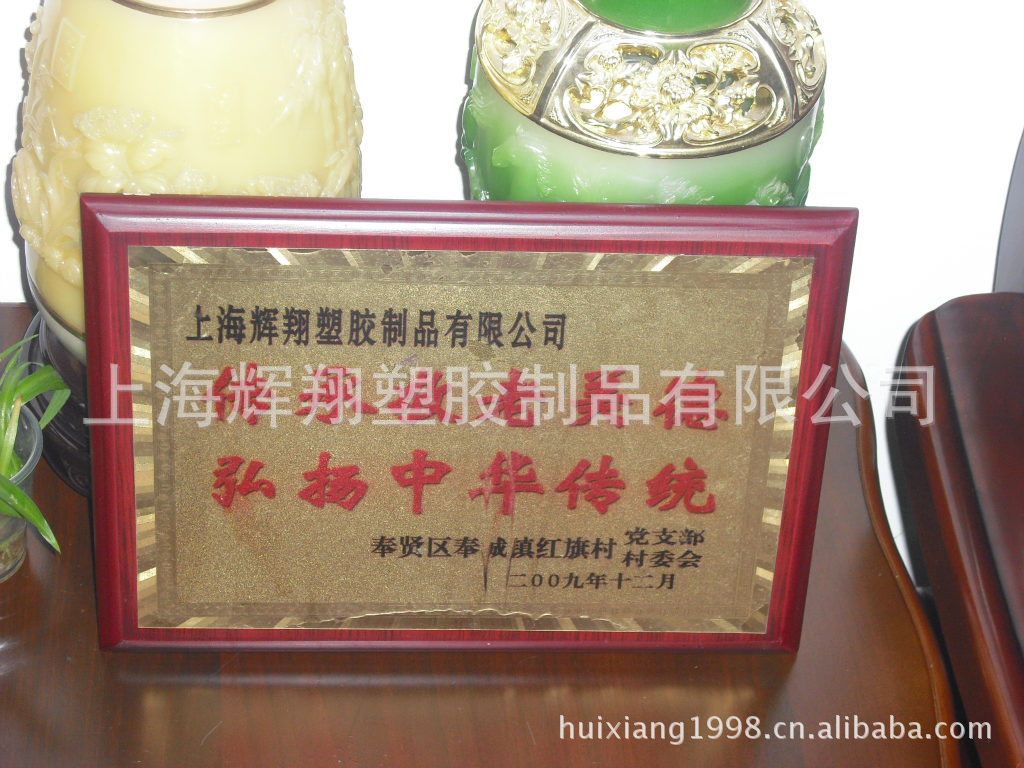 上海辉翔塑胶制品有限公司
上海辉翔塑胶制品有限公司
弘扬中华传统
奉贤区奉城镇红旗村 党支部
村委会
二00九年十二月
huixiang1998.cn.alibaba.com